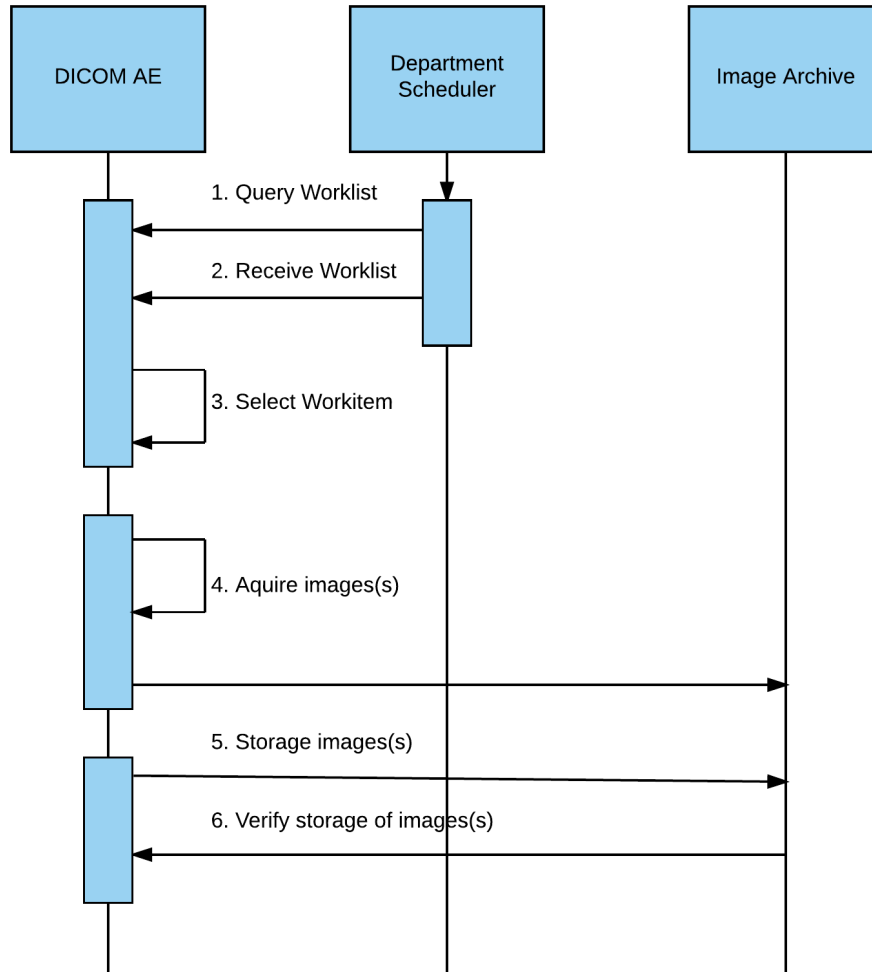 DICOM AE
Department
Scheduler
Image Archive
1. Query Worklist
2. Receive Worklist
3. Select Workitem
4. Aquire images(s)
5. Storage images(s)
6. Verify storage of images(s)